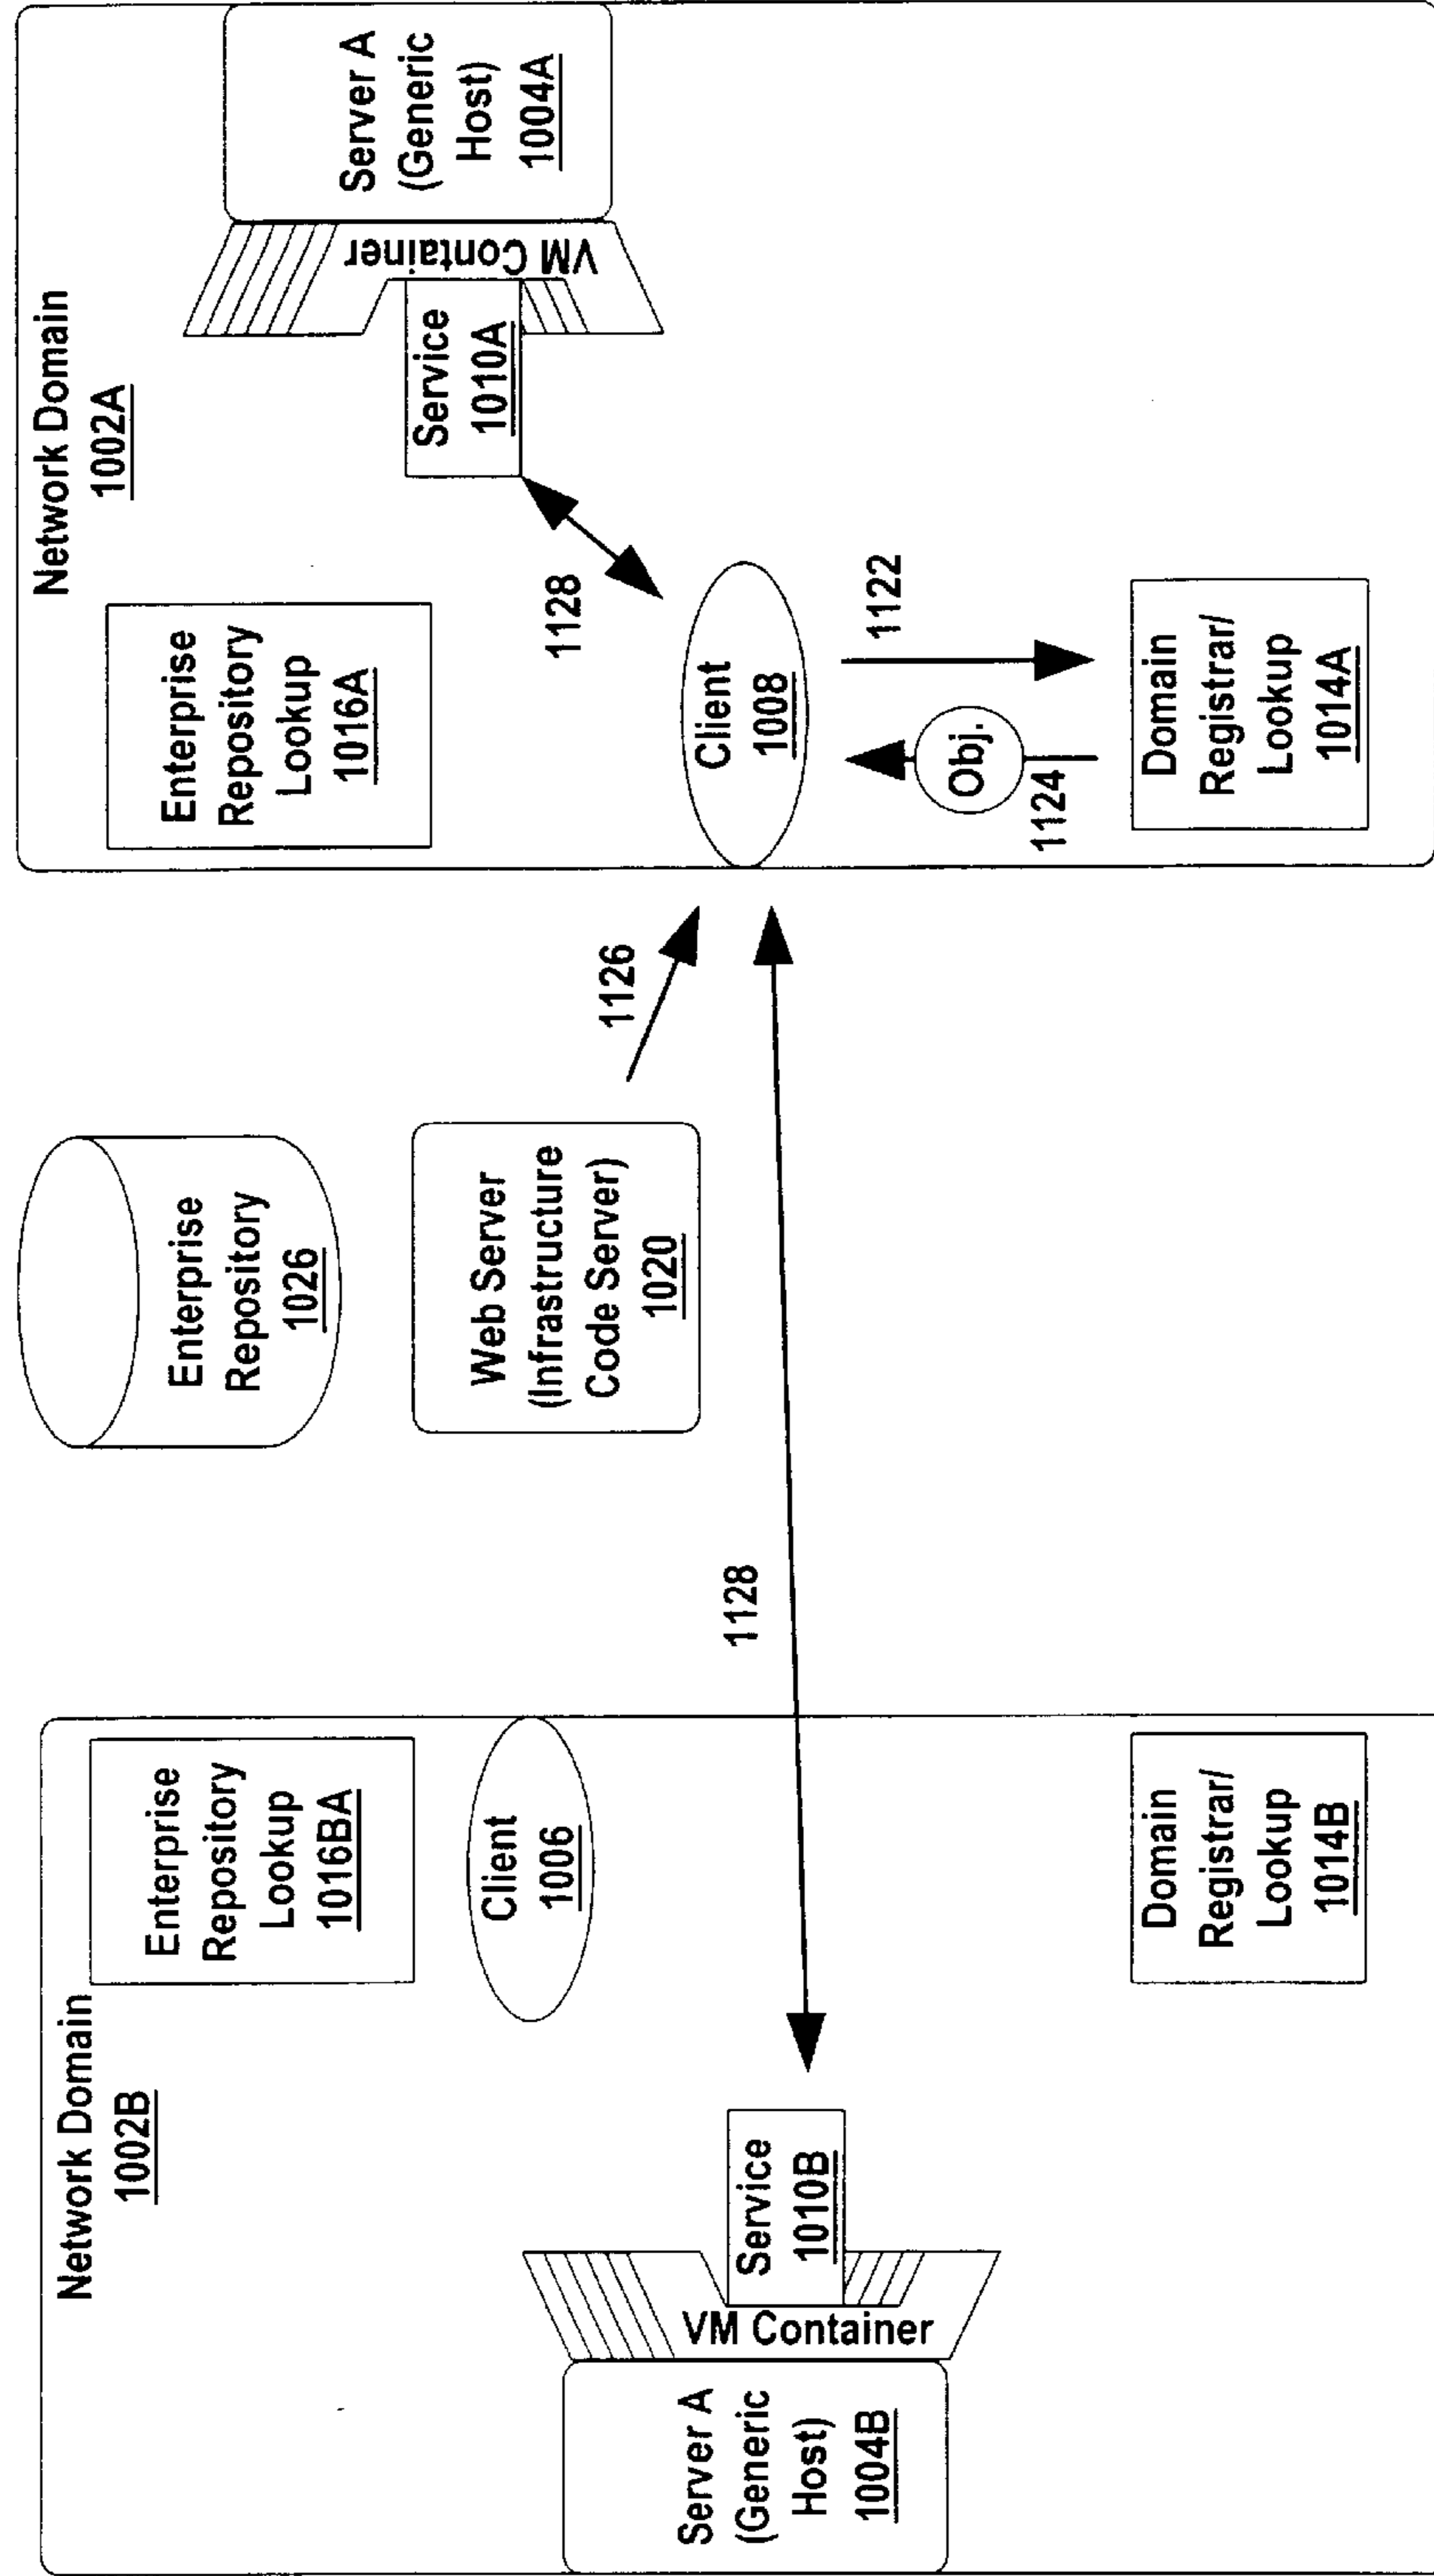 Network Domain
1002B
Enterprise
Repository
Lookup
1016BA
Client
1006
Service
1010B
VM Container
Server A
(Generic
Host)
1004B
Domain
Registrar/
Lookup
1014B
Enterprise
Repository
1026
Web Server
(Infrastructure
Code Server)
1020
1126
1128
Network Domain
1002A
Enterprise
Repository
Lookup
1016A
Service
1010A
VM Container
Server A
(Generic
Host)
1004A
1128
Client
1008
1122
Obj.
1124
Domain
Registrar/
Lookup
1014A